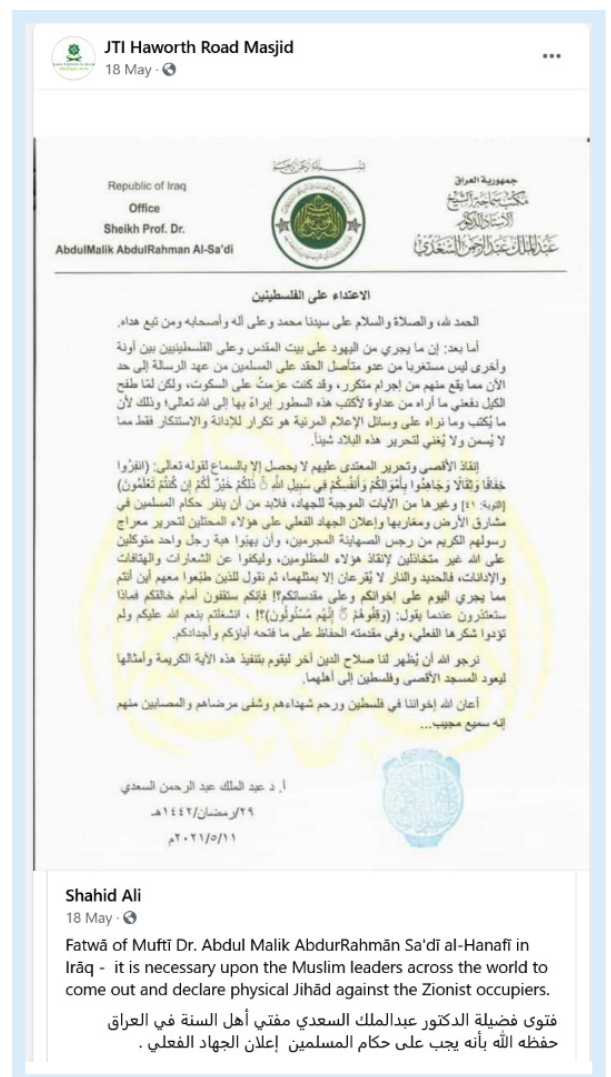 JTI Haworth Road Masjid
18 May
Republic of Iraq
Office
Sheikh Prof. Dr.
AbdulMalik AbdulRahman Al-Sa'di
جمهورية العراق
مكتب سماحة الشيخ
الاستاذ الدكتور
عبد الملك عبد الرحمن السعدي
الاعتداء على الفلسطينين
الحمد لله، والصلاة والسلام على سيدنا محمد وعلى آله وأصحابه ومن تبع هداه.
أما بعد: إن ما يجري من اليهود على بيت المقدس وعلى الفلسطينيين بين آونة
وأخرى ليس مستغربا من عدو متأصل الحقد على المسلمين من عهد الرسالة إلى حد
الآن مما يقع منهم من إجرام متكرر، وقد كنت عزمتُ على السكوت، ولكن لمّا طفح
الكيل دفعني ما أراه من عداوة لأكتب هذه السطور إبراءً بها إلى الله تعالى؛ وذلك لأن
ما يُكتب وما نراه على وسائل الإعلام المرئية هو تكرار للإدانة والاستنكار فقط مما
لا يُسمن ولا يُغني لتحرير هذه البلاد شيئاً.
إنقاذ الأقصى وتحرير المعتدى عليهم لا يحصل إلا بالسماع لقوله تعالى: (انفِرُوا
خِفَافًا وَثِقَالًا وَجَاهِدُوا بِأَمْوَالِكُمْ وَأَنفُسِكُمْ فِي سَبِيلِ اللَّهِ ۚ ذَٰلِكُمْ خَيْرٌ لَّكُمْ إِن كُنتُمْ تَعْلَمُونَ)
[التوبة: ٤١] وغيرها من الآيات الموجبة للجهاد، فلابد من أن ينفر حكام المسلمين في
مشارق الأرض ومغاربها وإعلان الجهاد الفعلي على هؤلاء المحتلين لتحرير معراج
رسولهم الكريم من رجس الصهاينة المجرمين، وأن يهبّوا هبة رجل واحد متوكلين
على الله غير متخاذلين لإنقاذ هؤلاء المظلومين، وليكفوا عن الشعارات والهتافات
والإدانات، فالحديد والنار لا يُقرعان إلا بمثلهما، ثم نقول للذين طبّعوا معهم أين أنتم
مما يجري اليوم على إخوانكم وعلى مقدساتكم؟! فإنكم ستقفون أمام خالقكم فماذا
ستعتذرون عندما يقول: (وَقِفُوهُمْ ۖ إِنَّهُم مَّسْئُولُونَ)؟! ، انشغلتم بنعم الله عليكم ولم
تؤدوا شكرها الفعلي، وفي مقدمته الحفاظ على ما فتحه آباؤكم وأجدادكم.
نرجو الله أن يُظهر لنا صلاح الدين آخر ليقوم بتنفيذ هذه الآية الكريمة وأمثالها
ليعود المسجد الأقصى وفلسطين إلى أهلهما.
أعان الله إخواننا في فلسطين ورحم شهداءهم وشفى مرضاهم والمصابين منهم
إنه سميع مجيب...
أ. د عبد الملك عبد الرحمن السعدي
٢٩/رمضان/١٤٤٢هـ
٢٠٢١/٥/١١م
Shahid Ali
18 May
Fatwā of Muftī Dr. Abdul Malik AbdurRahmān Sa'dī al-Hanafī in
Irāq - it is necessary upon the Muslim leaders across the world to
come out and declare physical Jihād against the Zionist occupiers.
فتوى فضيلة الدكتور عبدالملك السعدي مفتي أهل السنة في العراق
حفظه الله بأنه يجب على حكام المسلمين إعلان الجهاد الفعلي .